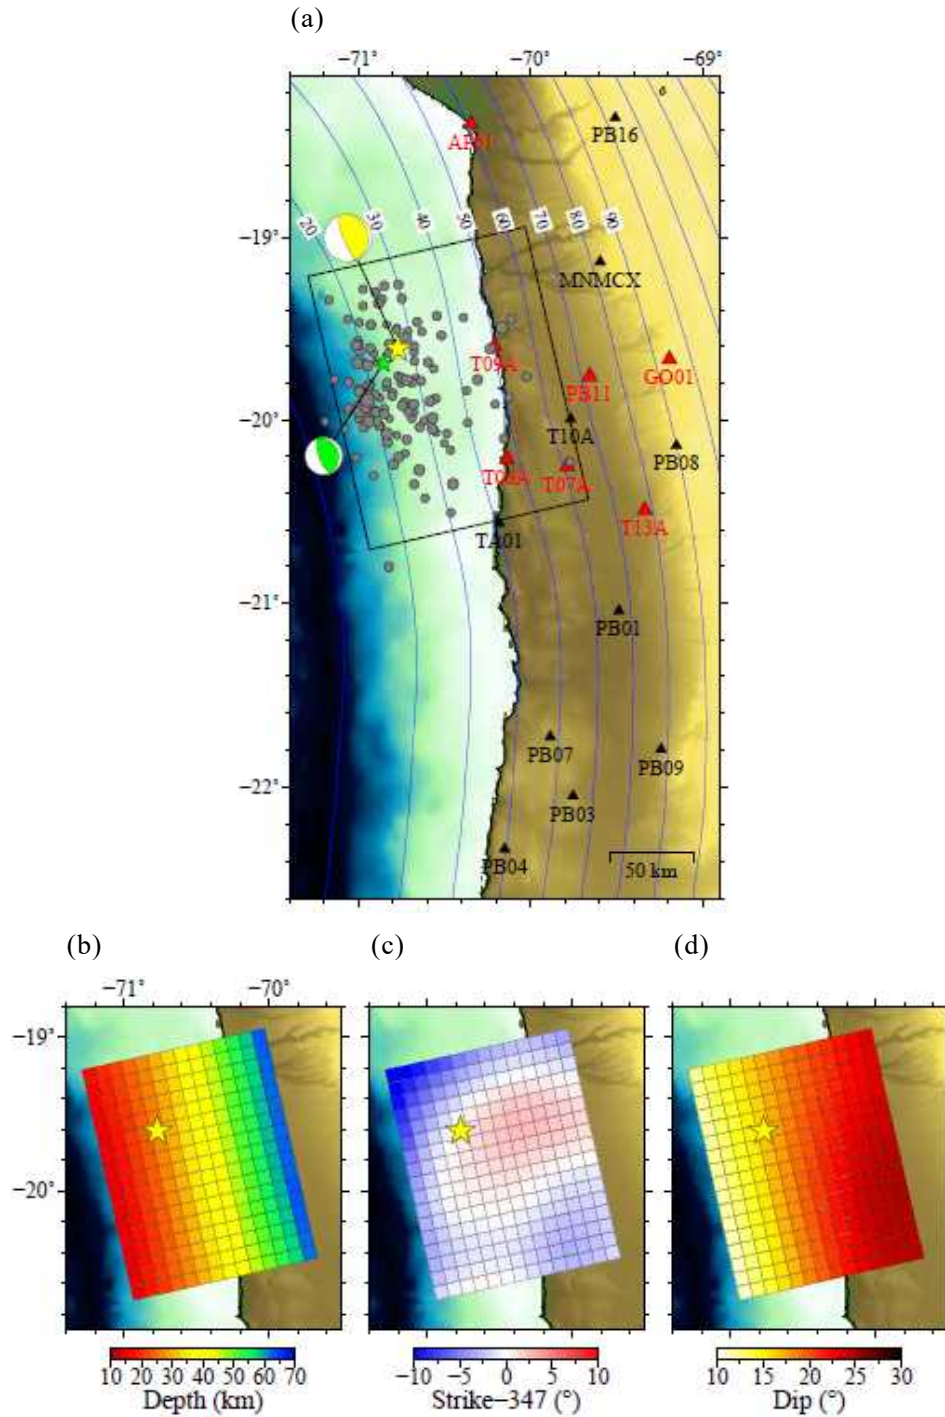 (a)
−71° −70° −69°
PB16
AP01
20 30 40 50 60 70 80 90
−19°
MNMCX
T09A
PB11
GO01
−20°
T10A
PB08
T07A
T13A
TA01
−21°
PB01
PB07
PB09
−22°
PB03
PB04
50 km
(b) (c) (d)
−71° −70°
−19°
−20°
10 20 30 40 50 60 70
Depth (km)
−10 −5 0 5 10
Strike−347 (°)
10 15 20 25 30
Dip (°)